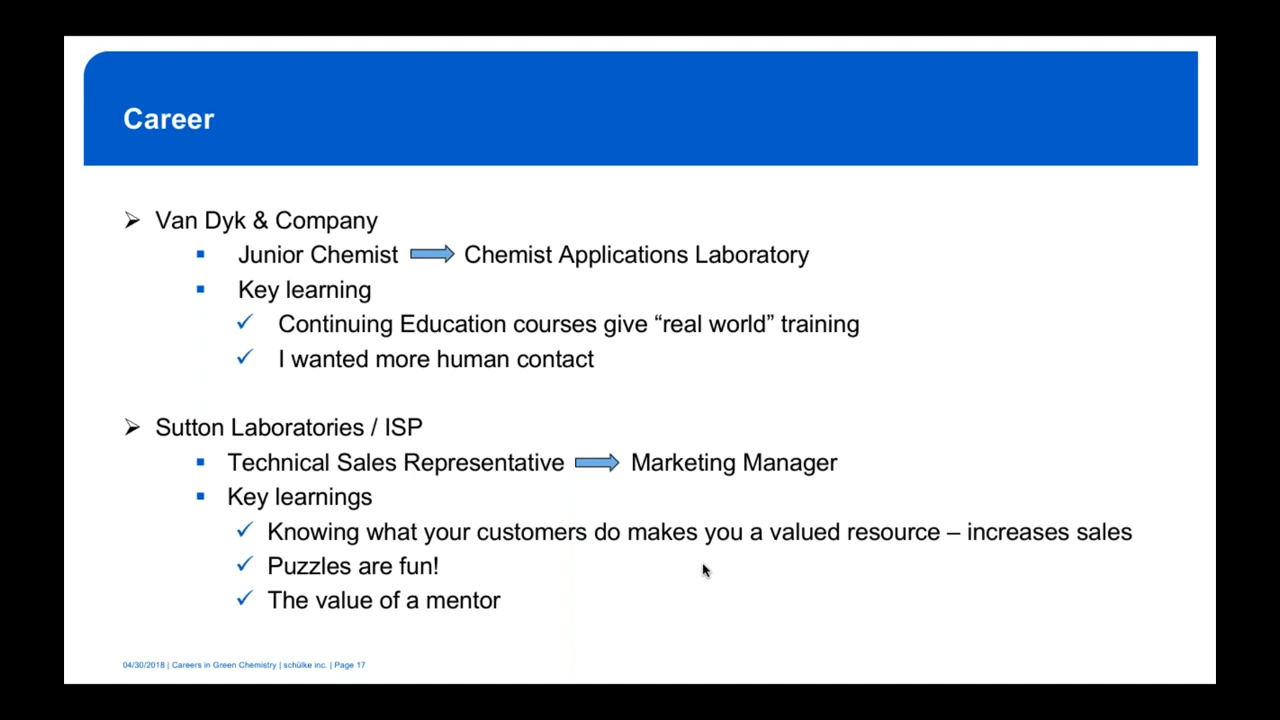 Career
Van Dyk & Company
Junior Chemist Chemist Applications Laboratory
Key learning
Continuing Education courses give “real world” training
I wanted more human contact
Sutton Laboratories / ISP
Technical Sales Representative Marketing Manager
Key learnings
Knowing what your customers do makes you a valued resource – increases sales
Puzzles are fun!
The value of a mentor
04/30/2018 | Careers in Green Chemistry | schülke inc. | Page 17